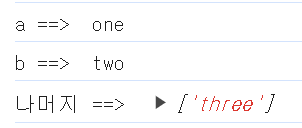 a ==> one
b ==> two
나머지 ==> ▶ ['three']